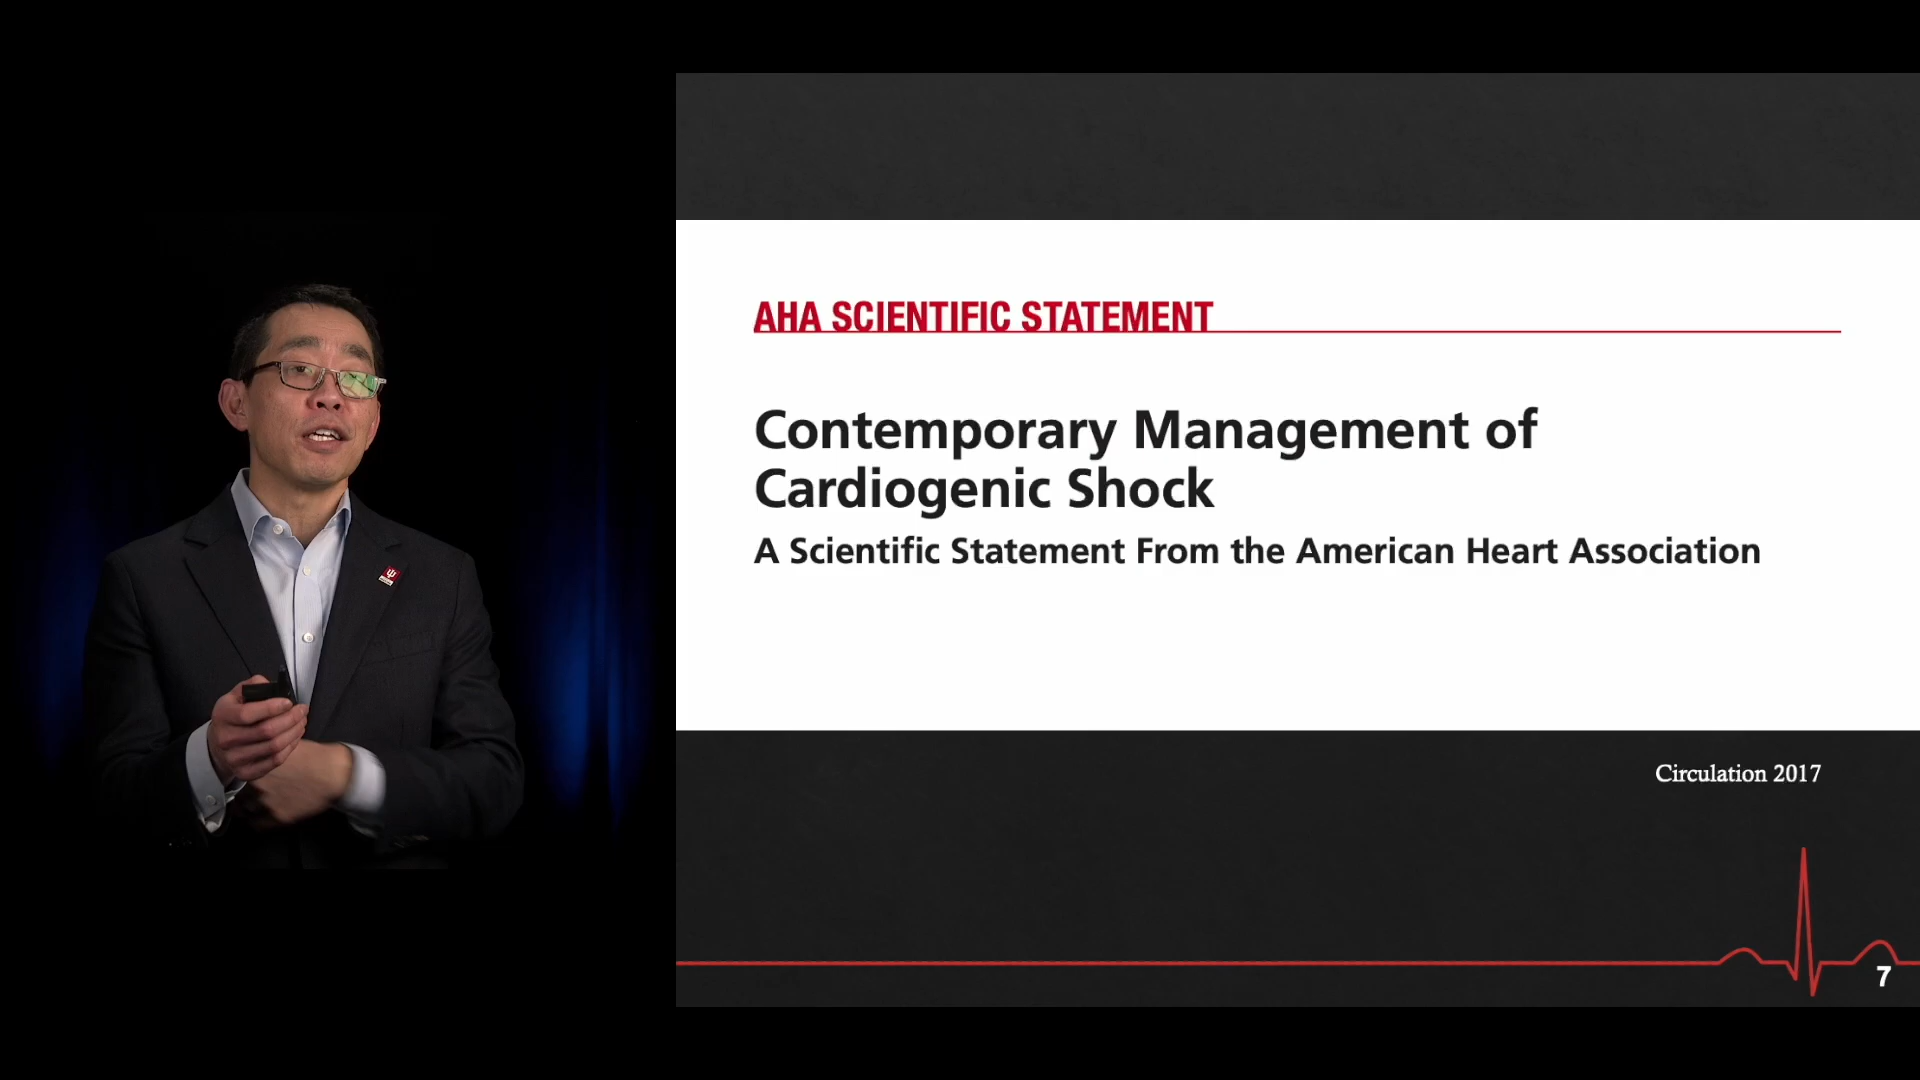 AHA SCIENTIFIC STATEMENT
Contemporary Management of
Cardiogenic Shock
A Scientific Statement From the American Heart Association
Circulation 2017
7